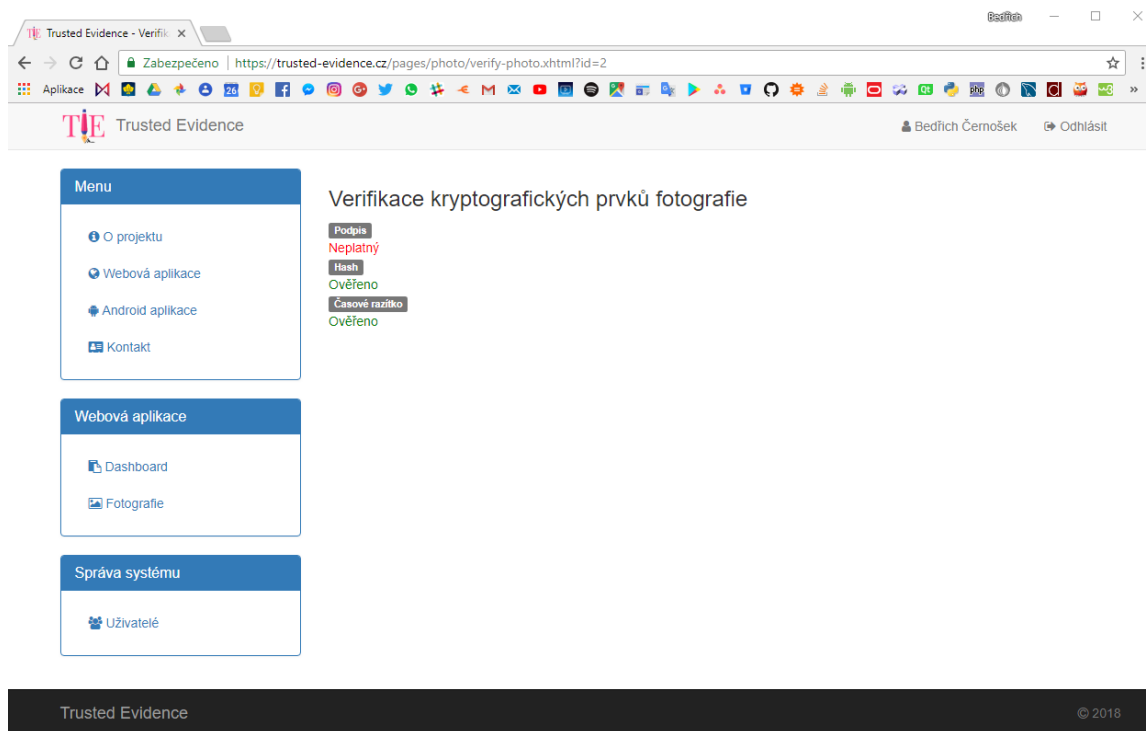 Bedřich
Trusted Evidence - Verifik
Zabezpečeno | https://trusted-evidence.cz/pages/photo/verify-photo.xhtml?id=2
Aplikace
TIE Trusted Evidence
Bedřich Černošek Odhlásit
Menu
O projektu
Webová aplikace
Android aplikace
Kontakt
Webová aplikace
Dashboard
Fotografie
Správa systému
Uživatelé
Verifikace kryptografických prvků fotografie
Podpis
Neplatný
Hash
Ověřeno
Časové razítko
Ověřeno
Trusted Evidence
© 2018